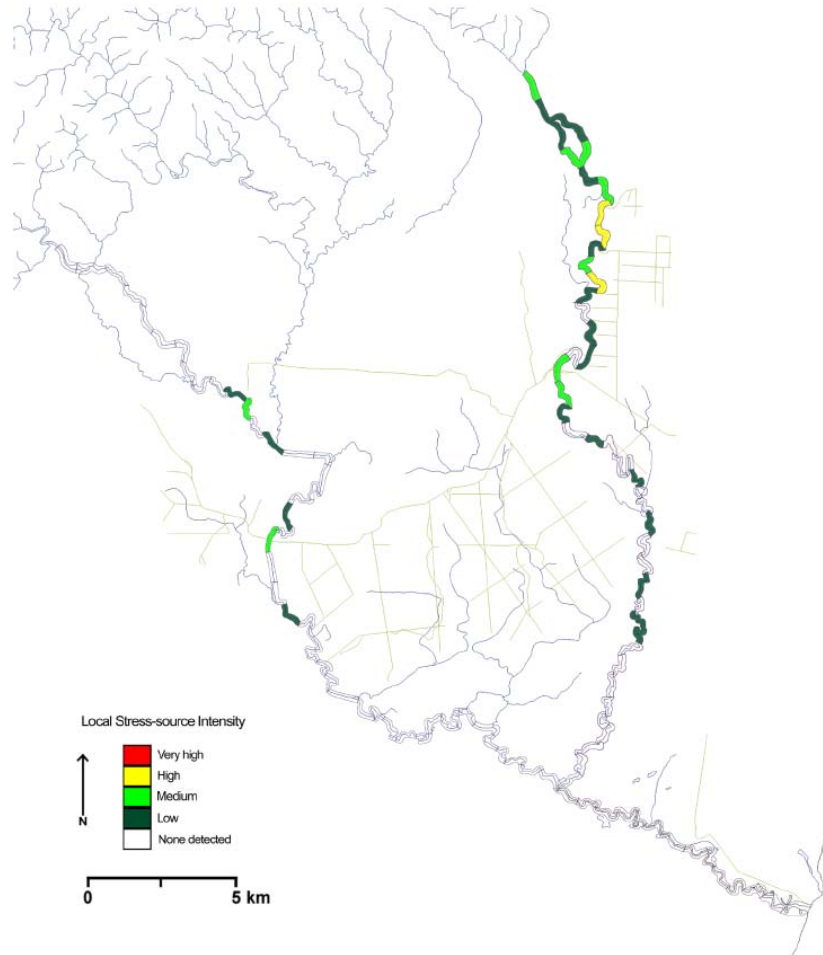 Local Stress-source Intensity
Very high
High
Medium
Low
None detected
N
0 5 km